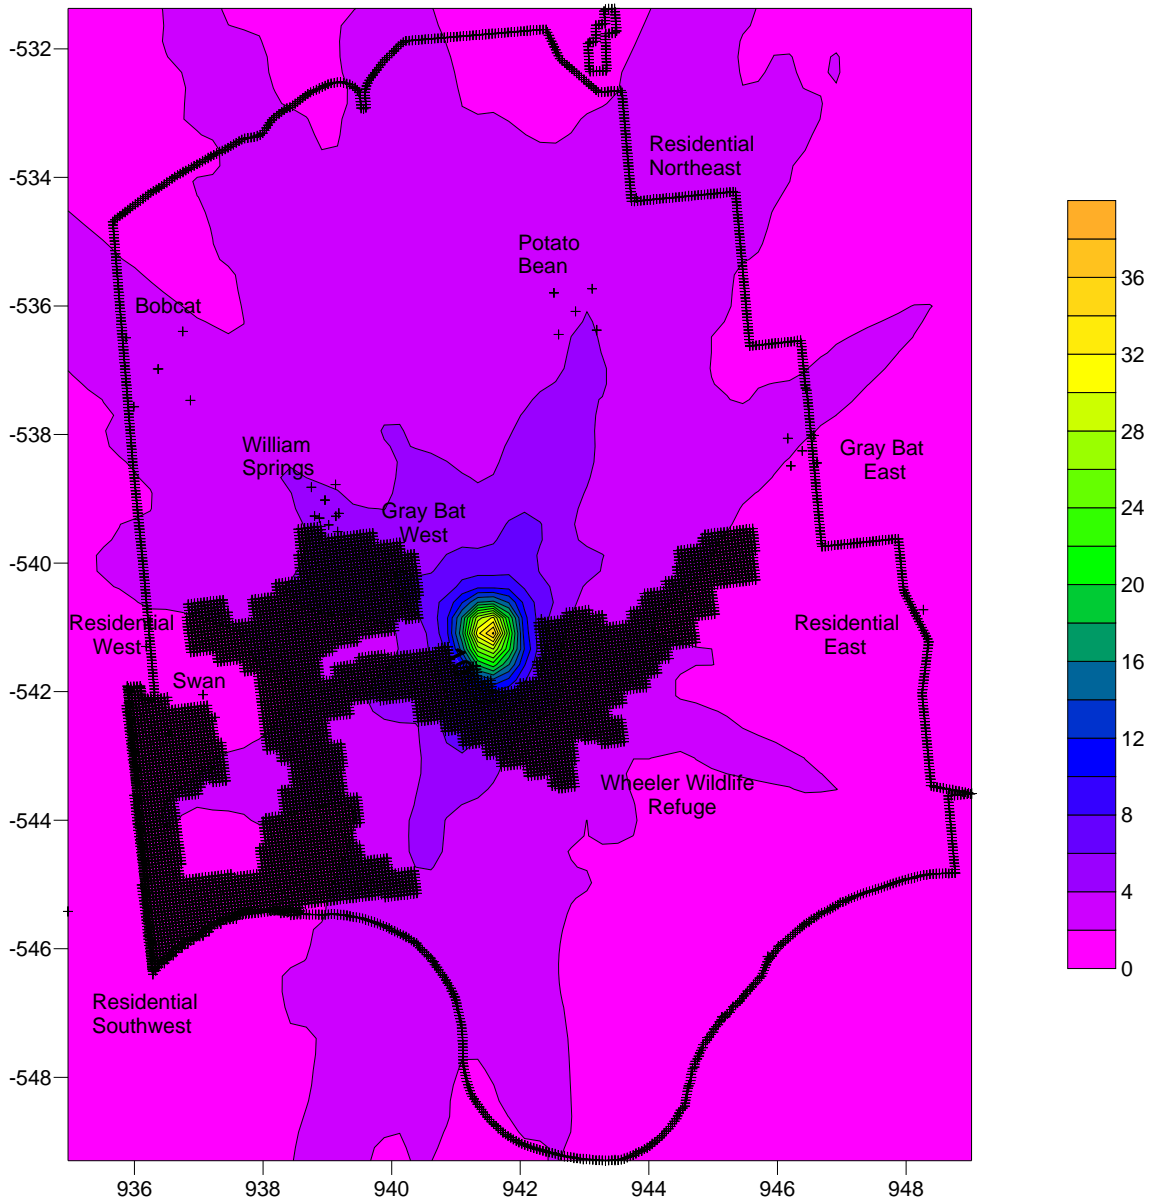 -532
-534
-536
-538
-540
-542
-544
-546
-548
Residential
Northeast
Potato
Bean
Bobcat
William
Springs
Gray Bat
West
Gray Bat
East
Residential
West
Residential
East
Swan
Wheeler Wildlife
Refuge
Residential
Southwest
936
938
940
942
944
946
948
36
32
28
24
20
16
12
8
4
0